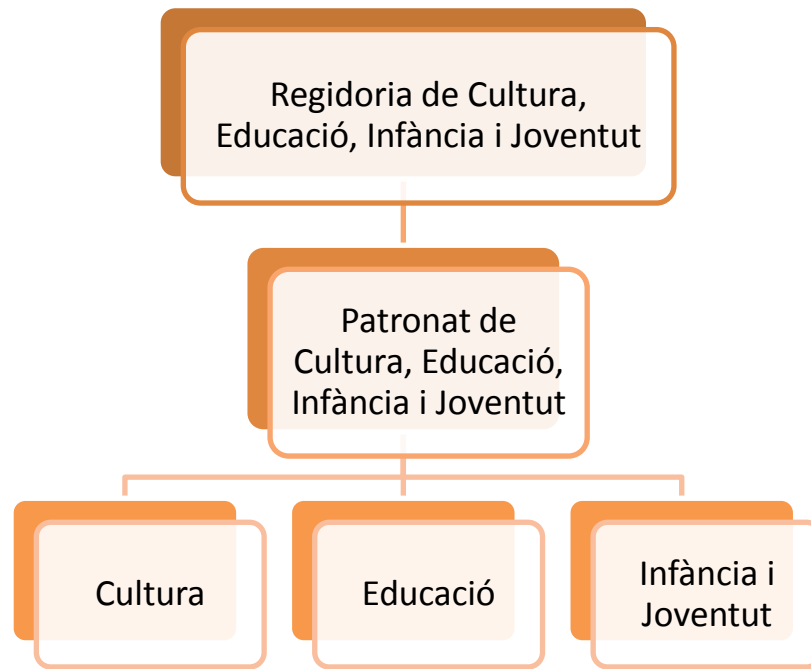 Regidoria de Cultura,
Educació, Infància i Joventut
Patronat de
Cultura, Educació,
Infància i Joventut
Cultura
Educació
Infància i
Joventut